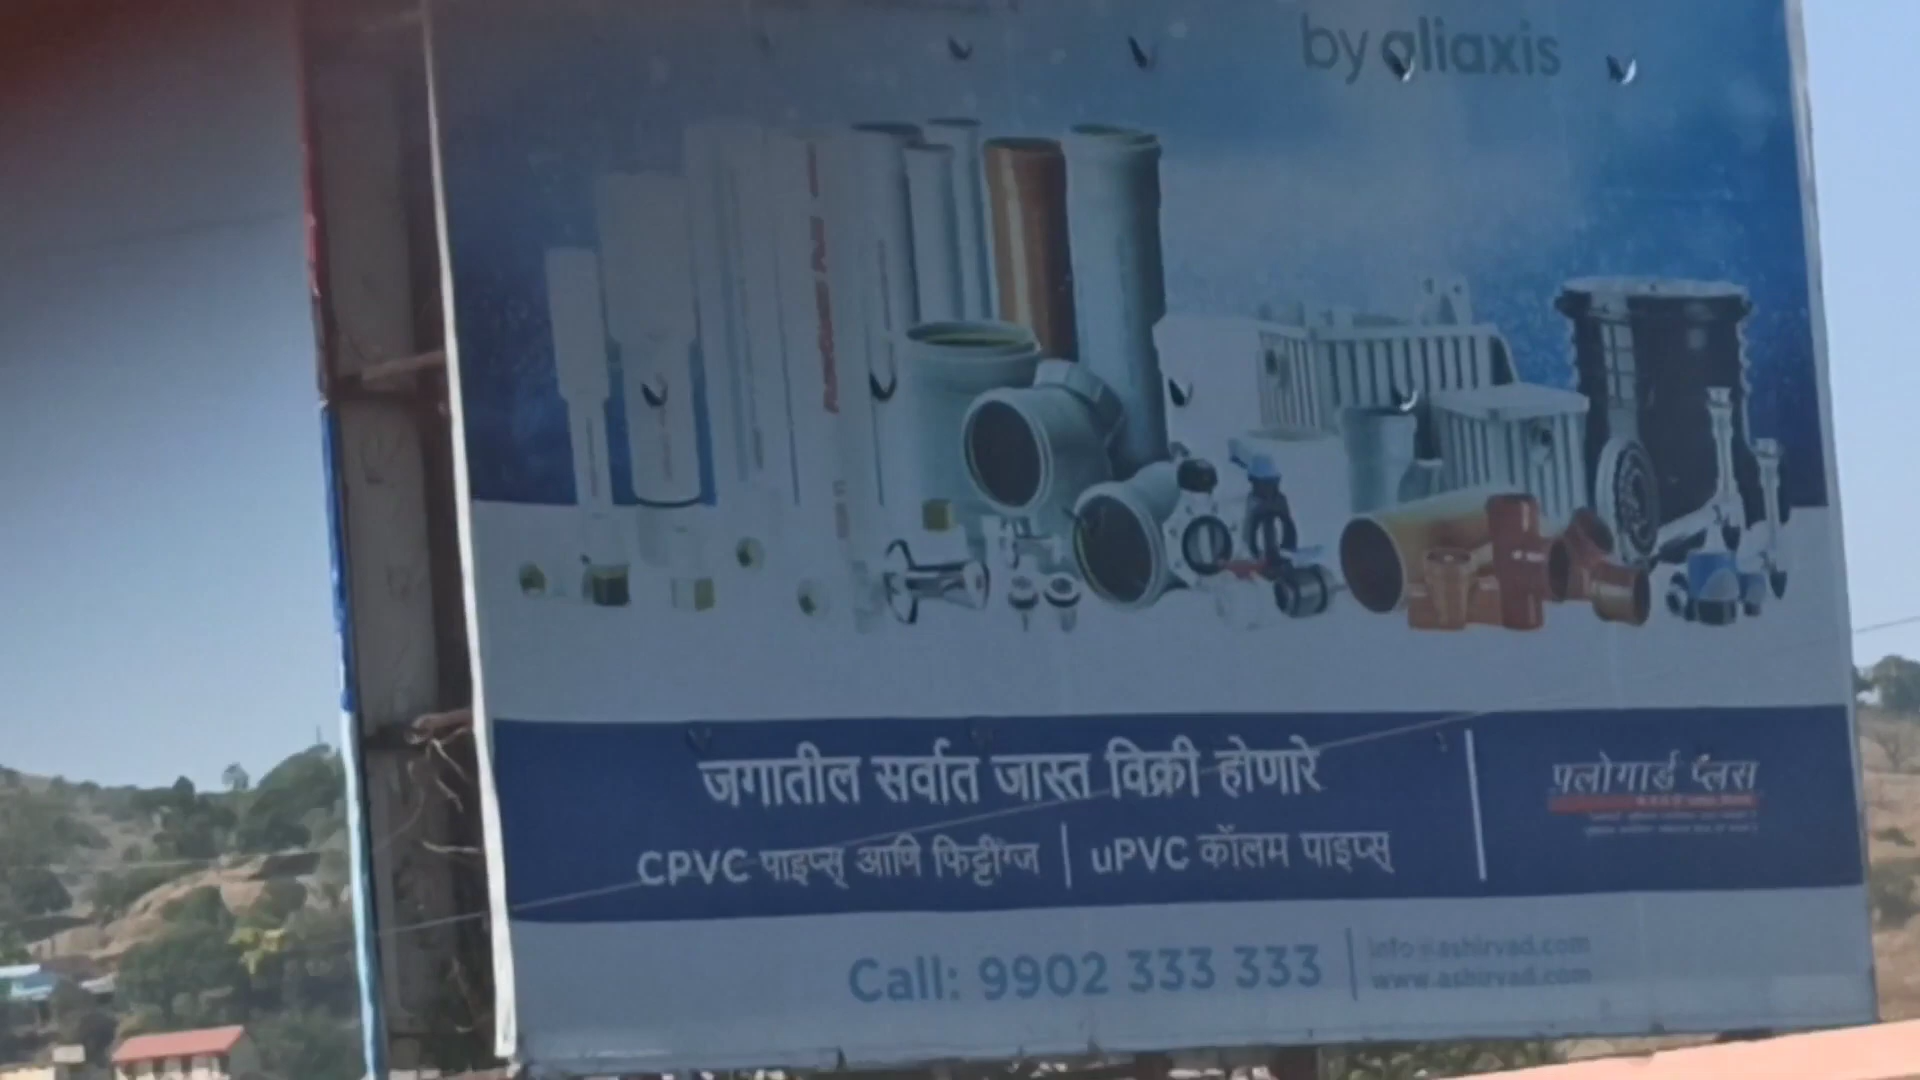 by aliaxis
जगातील सर्वात जास्त विक्री होणारे
CPVC पाइप्स् आणि फिट्टींग्ज | uPVC कॉलम पाइप्स्
फ्लोगार्ड प्लस
Call: 9902 333 333
info@ashirvad.com
www.ashirvad.com